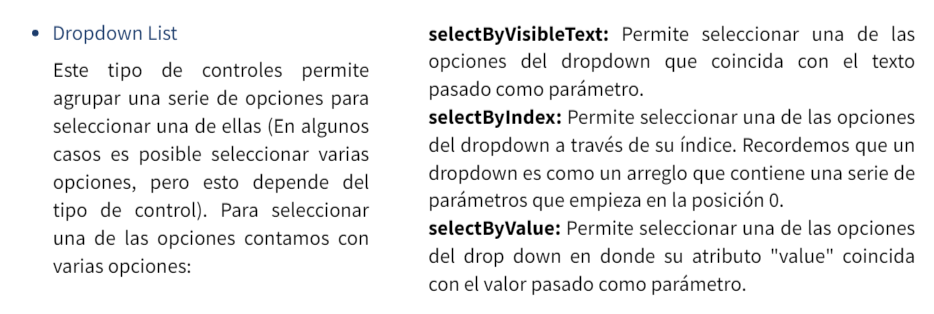 • Dropdown List
Este tipo de controles permite
agrupar una serie de opciones para
seleccionar una de ellas (En algunos
casos es posible seleccionar varias
opciones, pero esto depende del
tipo de control). Para seleccionar
una de las opciones contamos con
varias opciones:
selectByVisibleText: Permite seleccionar una de las
opciones del dropdown que coincida con el texto
pasado como parámetro.
selectByIndex: Permite seleccionar una de las opciones
del dropdown a través de su índice. Recordemos que un
dropdown es como un arreglo que contiene una serie de
parámetros que empieza en la posición 0.
selectByValue: Permite seleccionar una de las opciones
del drop down en donde su atributo "value" coincida
con el valor pasado como parámetro.